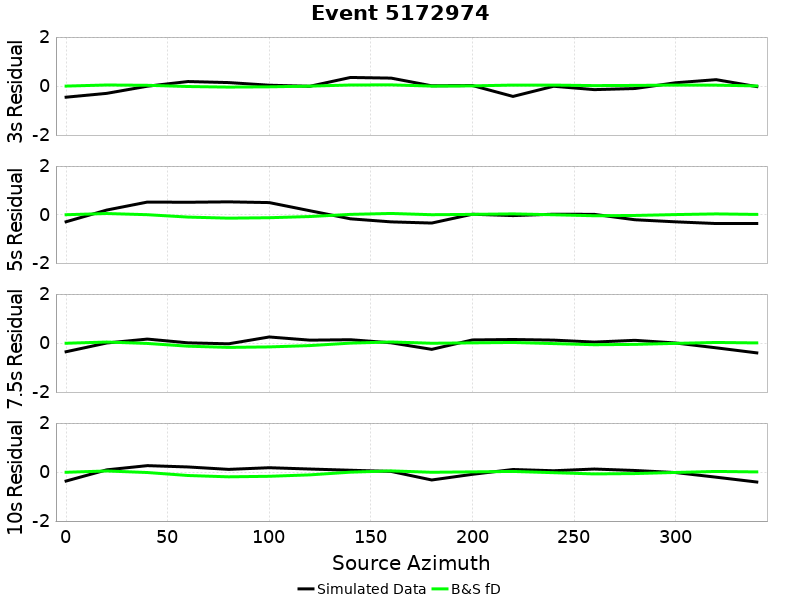 Event 5172974
2
0
-2
3s Residual
2
0
-2
5s Residual
2
0
-2
7.5s Residual
2
0
-2
10s Residual
0 50 100 150 200 250 300
Source Azimuth
Simulated Data B&S fD